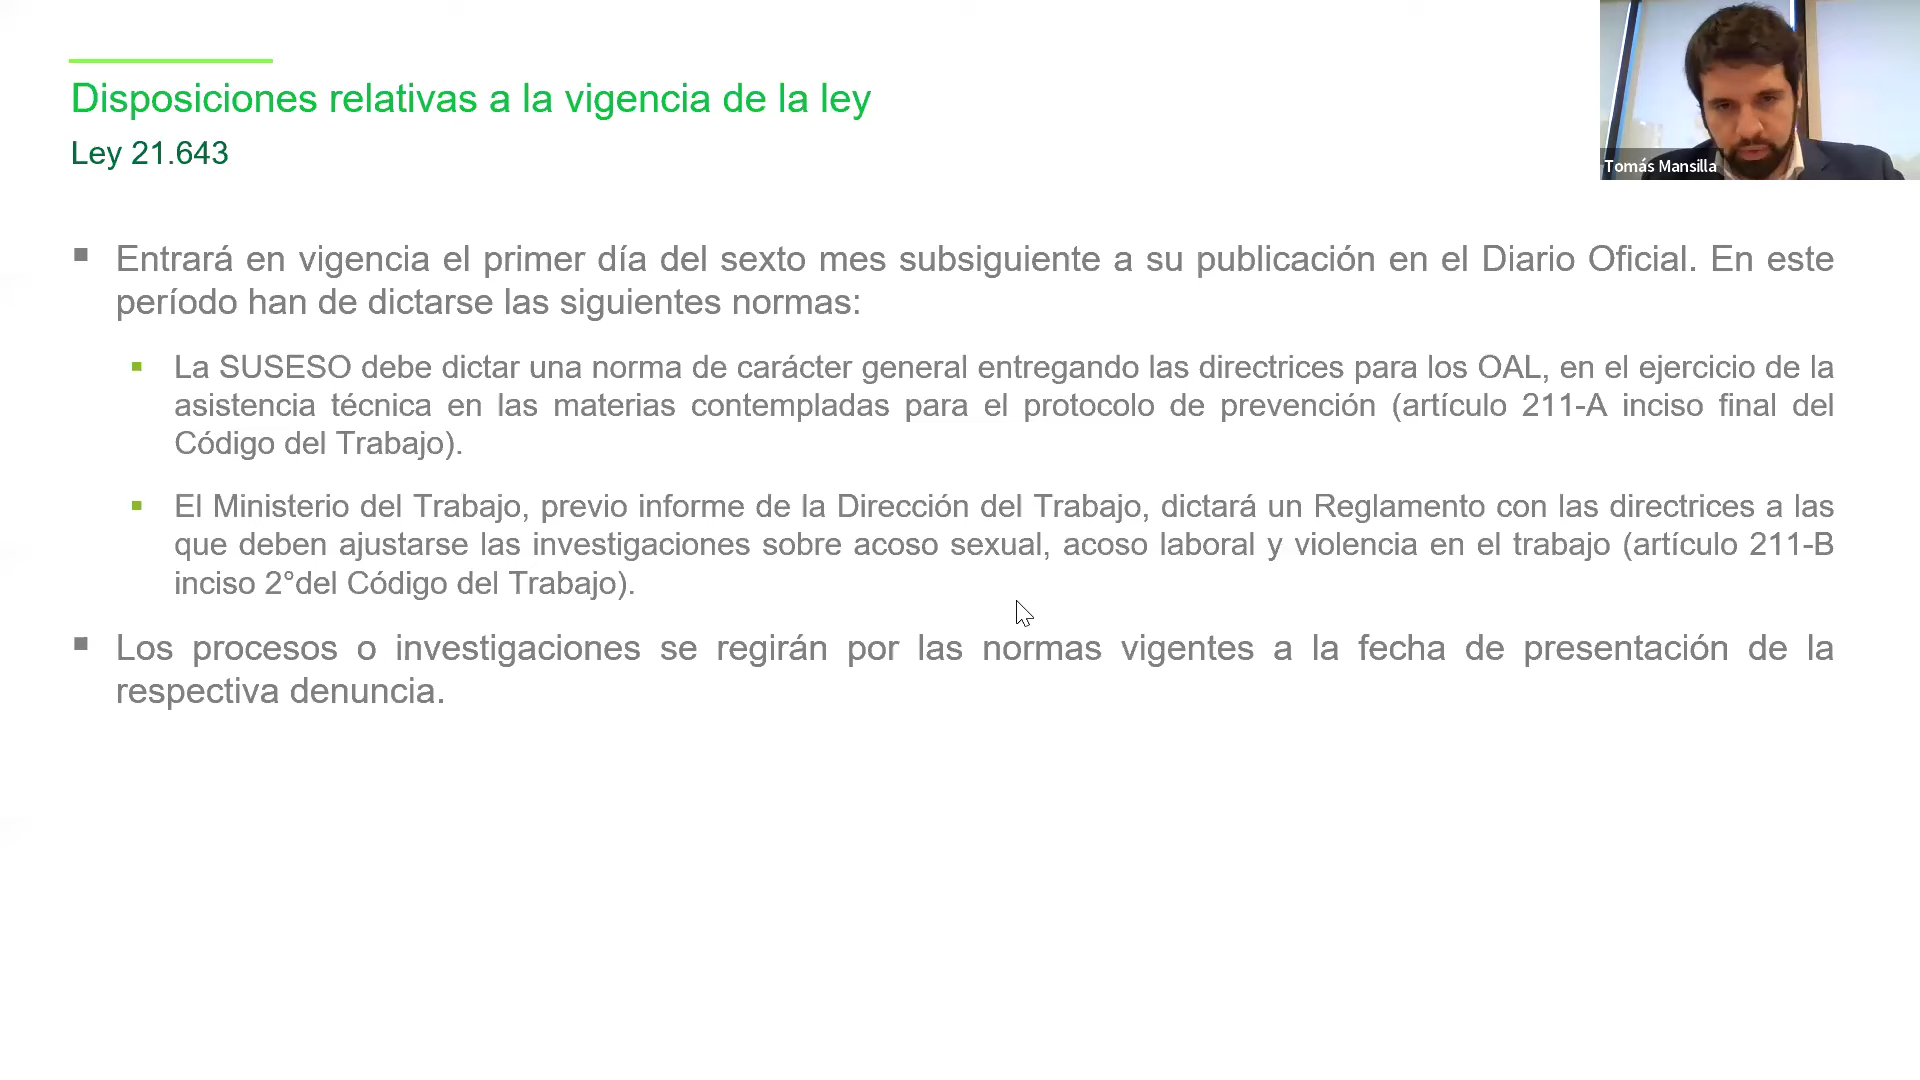 Disposiciones relativas a la vigencia de la ley
Ley 21.643
Tomás Mansilla
Entrará en vigencia el primer día del sexto mes subsiguiente a su publicación en el Diario Oficial. En este
período han de dictarse las siguientes normas:
La SUSESO debe dictar una norma de carácter general entregando las directrices para los OAL, en el ejercicio de la
asistencia técnica en las materias contempladas para el protocolo de prevención (artículo 211-A inciso final del
Código del Trabajo).
El Ministerio del Trabajo, previo informe de la Dirección del Trabajo, dictará un Reglamento con las directrices a las
que deben ajustarse las investigaciones sobre acoso sexual, acoso laboral y violencia en el trabajo (artículo 211-B
inciso 2°del Código del Trabajo).
Los procesos o investigaciones se regirán por las normas vigentes a la fecha de presentación de la
respectiva denuncia.